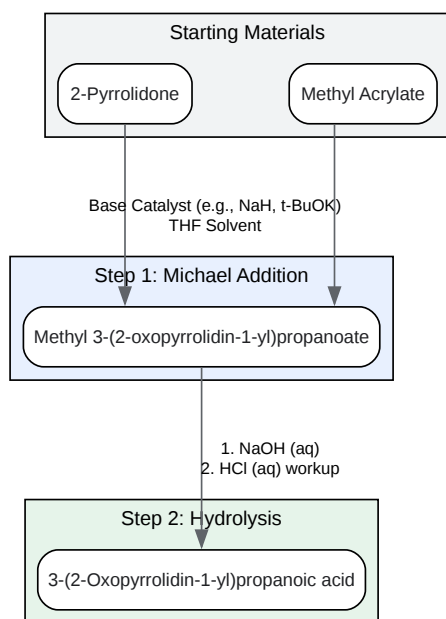 Starting Materials
2-Pyrrolidone
Methyl Acrylate
Base Catalyst (e.g., NaH, t-BuOK)
THF Solvent
Step 1: Michael Addition
Methyl 3-(2-oxopyrrolidin-1-yl)propanoate
1. NaOH (aq)
2. HCl (aq) workup
Step 2: Hydrolysis
3-(2-Oxopyrrolidin-1-yl)propanoic acid